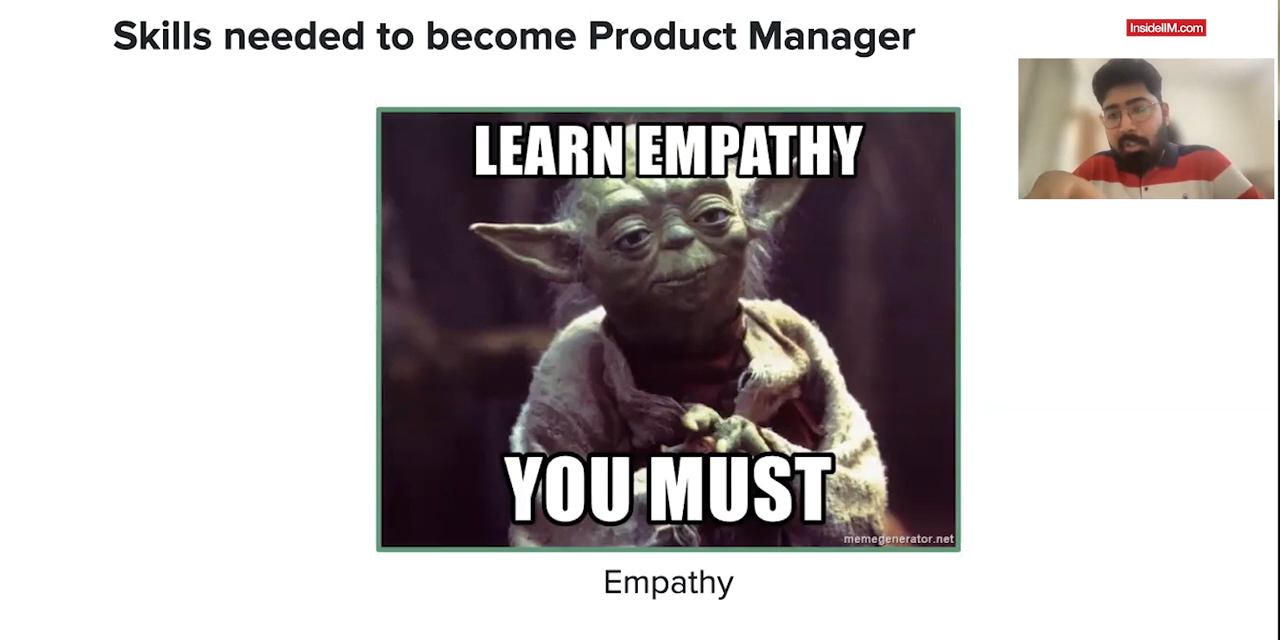 Skills needed to become Product Manager
InsideIIM.com
LEARN EMPATHY
YOU MUST
memegenerator.net
Empathy